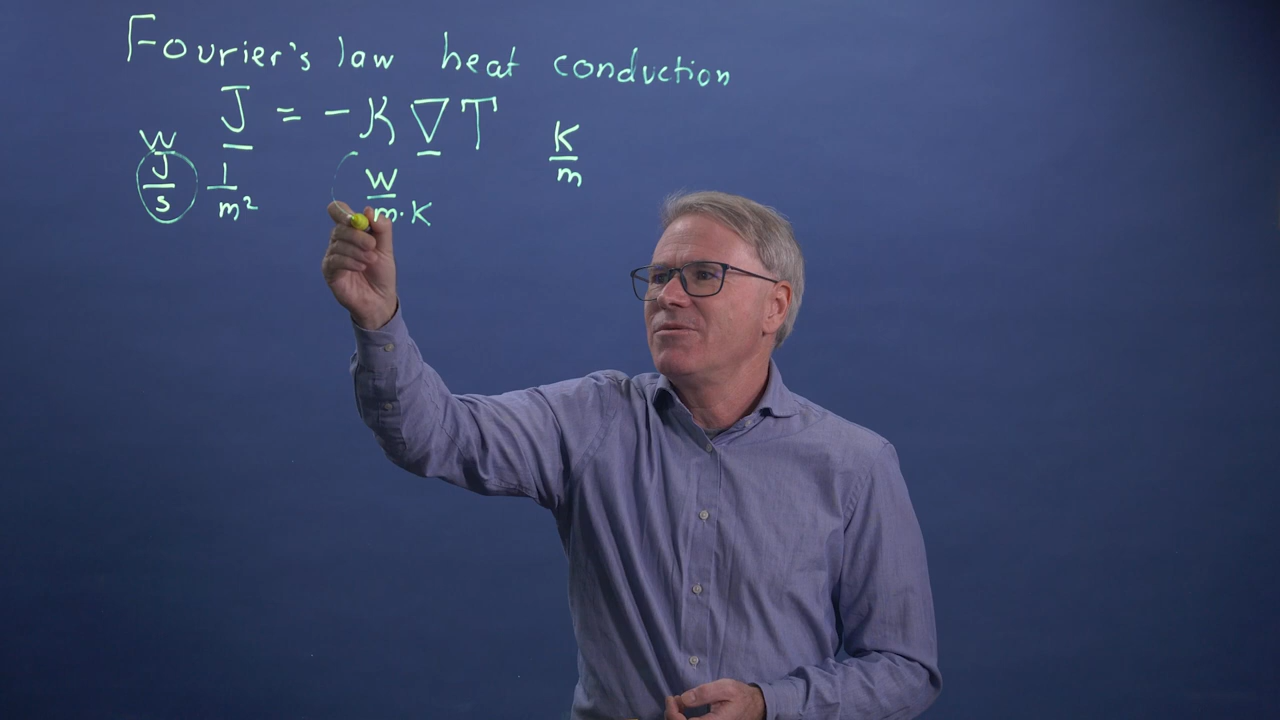 Fourier's law heat conduction
J = - K ∇ T
W K
J 1 W m
s m² m·K